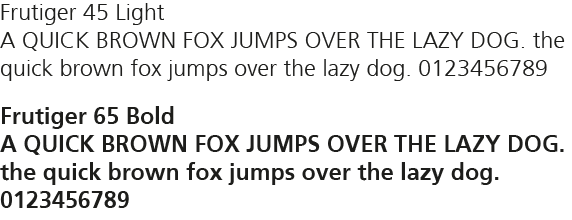 Frutiger 45 Light
A QUICK BROWN FOX JUMPS OVER THE LAZY DOG. the
quick brown fox jumps over the lazy dog. 0123456789
Frutiger 65 Bold
A QUICK BROWN FOX JUMPS OVER THE LAZY DOG.
the quick brown fox jumps over the lazy dog.
0123456789